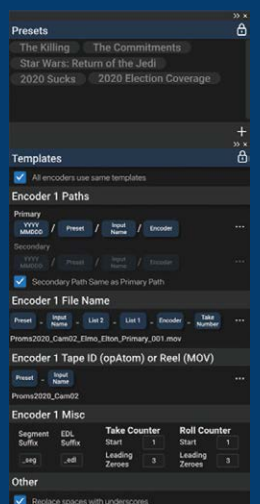 Presets
The Killing The Commitments
Star Wars: Return of the Jedi
2020 Sucks 2020 Election Coverage
+
Templates
All encoders use same templates
Encoder 1 Paths
Primary
YYYY MMDDD / Preset / Input Name / Encoder ...
Secondary
YYYY MMDDD / Preset / Input Name / Encoder
Secondary Path Same as Primary Path
Encoder 1 File Name
Preset _ Input Name _ List 2 _ List 1 _ Encoder _ Take Number ...
Proms2020_Cam02_Elmo_Elton_Primary_001.mov
Encoder 1 Tape ID (opAtom) or Reel (MOV)
Preset _ Input Name ...
Proms2020_Cam02
Encoder 1 Misc
Segment Suffix EDL Suffix Take Counter Roll Counter
Start 1 Start 1
_seg _edl Leading Zeroes 3 Leading Zeroes 3
Other
Replace spaces with underscores